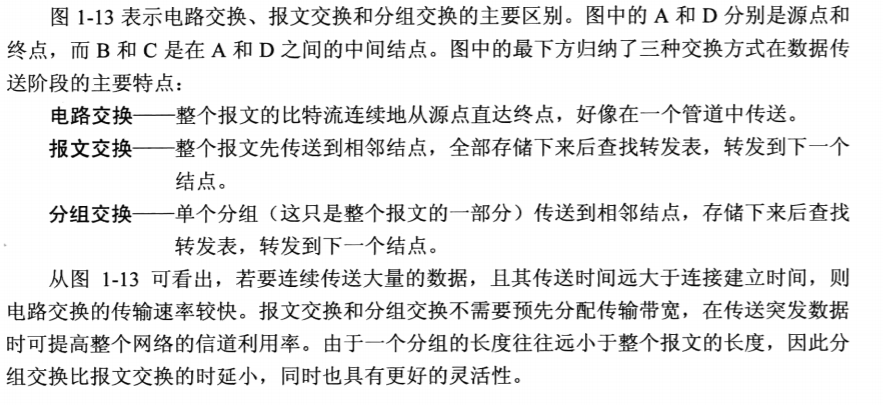 图 1-13 表示电路交换、报文交换和分组交换的主要区别。图中的 A 和 D 分别是源点和
终点，而 B 和 C 是在 A 和 D 之间的中间结点。图中的最下方归纳了三种交换方式在数据传
送阶段的主要特点：
电路交换——整个报文的比特流连续地从源点直达终点，好像在一个管道中传送。
报文交换——整个报文先传送到相邻结点，全部存储下来后查找转发表，转发到下一个
结点。
分组交换——单个分组（这只是整个报文的一部分）传送到相邻结点，存储下来后查找
转发表，转发到下一个结点。
从图 1-13 可看出，若要连续传送大量的数据，且其传送时间远大于连接建立时间，则
电路交换的传输速率较快。报文交换和分组交换不需要预先分配传输带宽，在传送突发数据
时可提高整个网络的信道利用率。由于一个分组的长度往往远小于整个报文的长度，因此分
组交换比报文交换的时延小，同时也具有更好的灵活性。